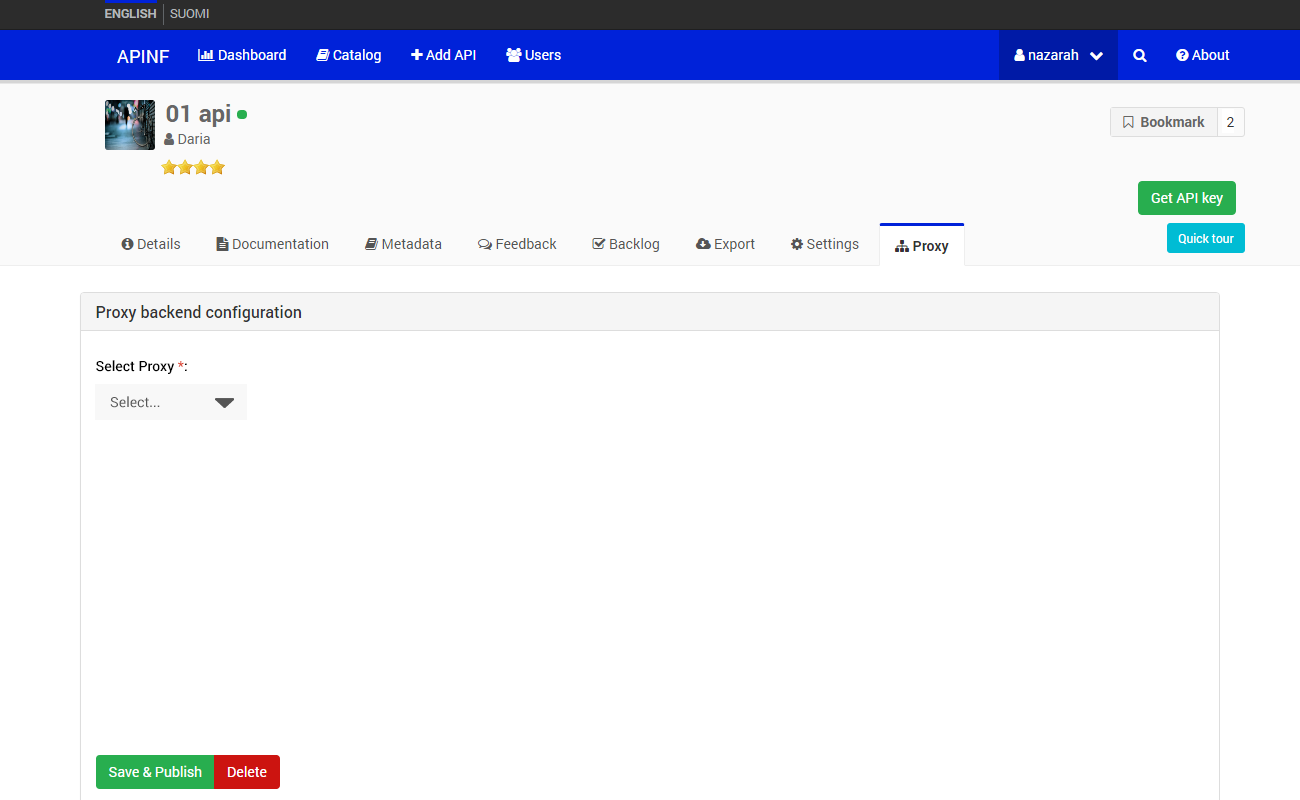 ENGLISH SUOMI
APINF Dashboard Catalog Add API Users nazarah About
01 api
Daria
Bookmark 2
Get API key
Details Documentation Metadata Feedback Backlog Export Settings Proxy Quick tour
Proxy backend configuration
Select Proxy *:
Select...
Save & Publish Delete